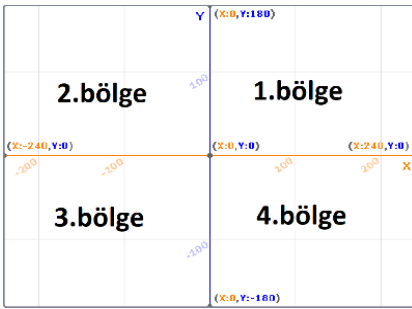 Y (X:0,Y:180)
100
2.bölge 1.bölge
(X:-240,Y:0) (X:0,Y:0) (X:240,Y:0)
-200 -100 100 200 X
3.bölge 4.bölge
-100
(X:0,Y:-180)